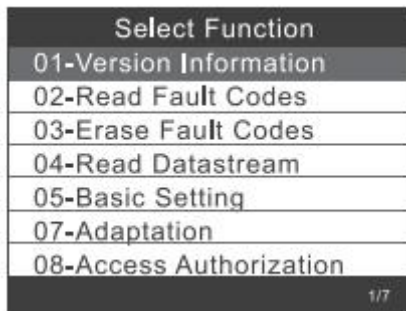 Select Function
01-Version Information
02-Read Fault Codes
03-Erase Fault Codes
04-Read Datastream
05-Basic Setting
07-Adaptation
08-Access Authorization
1/7